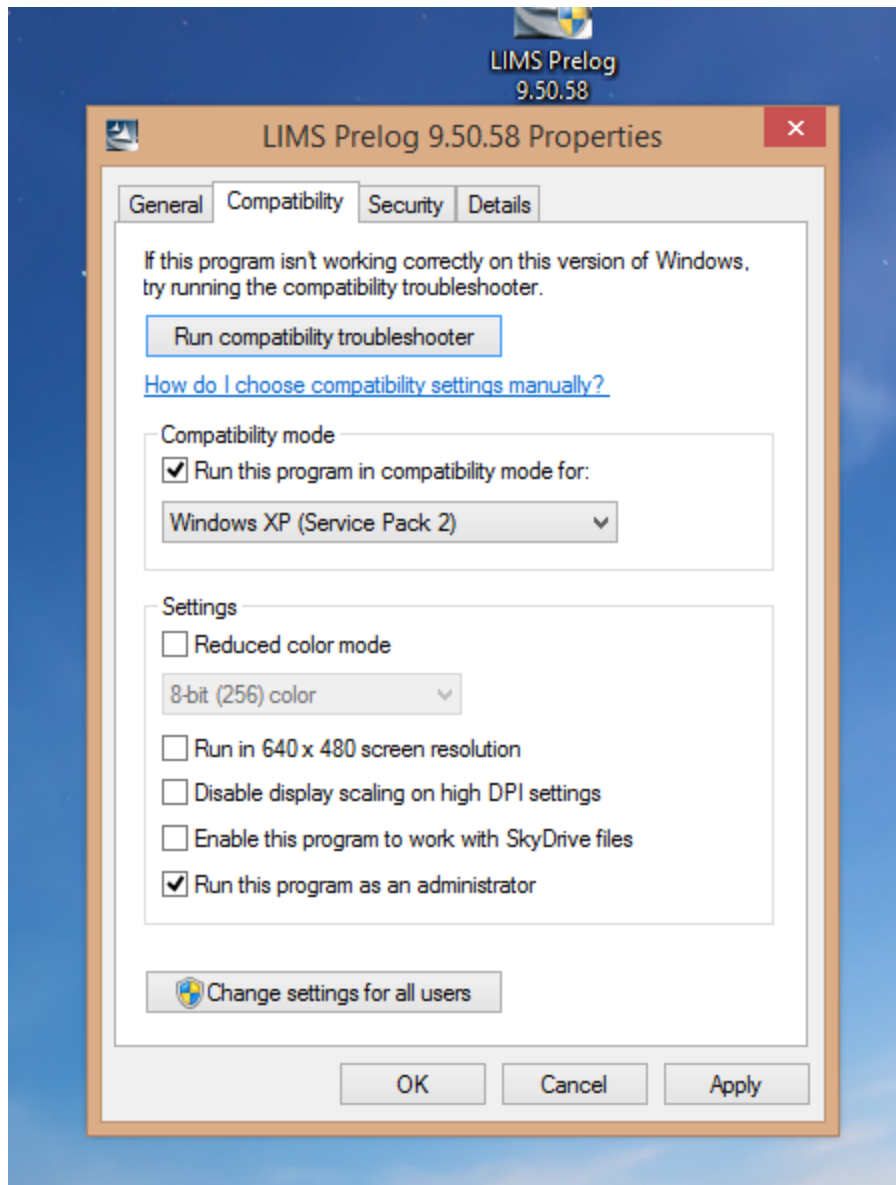 LIMS Prelog
9.50.58
LIMS Prelog 9.50.58 Properties
General Compatibility Security Details
If this program isn't working correctly on this version of Windows,
try running the compatibility troubleshooter.
Run compatibility troubleshooter
How do I choose compatibility settings manually?
Compatibility mode
Run this program in compatibility mode for:
Windows XP (Service Pack 2)
Settings
Reduced color mode
8-bit (256) color
Run in 640 x 480 screen resolution
Disable display scaling on high DPI settings
Enable this program to work with SkyDrive files
Run this program as an administrator
Change settings for all users
OK Cancel Apply